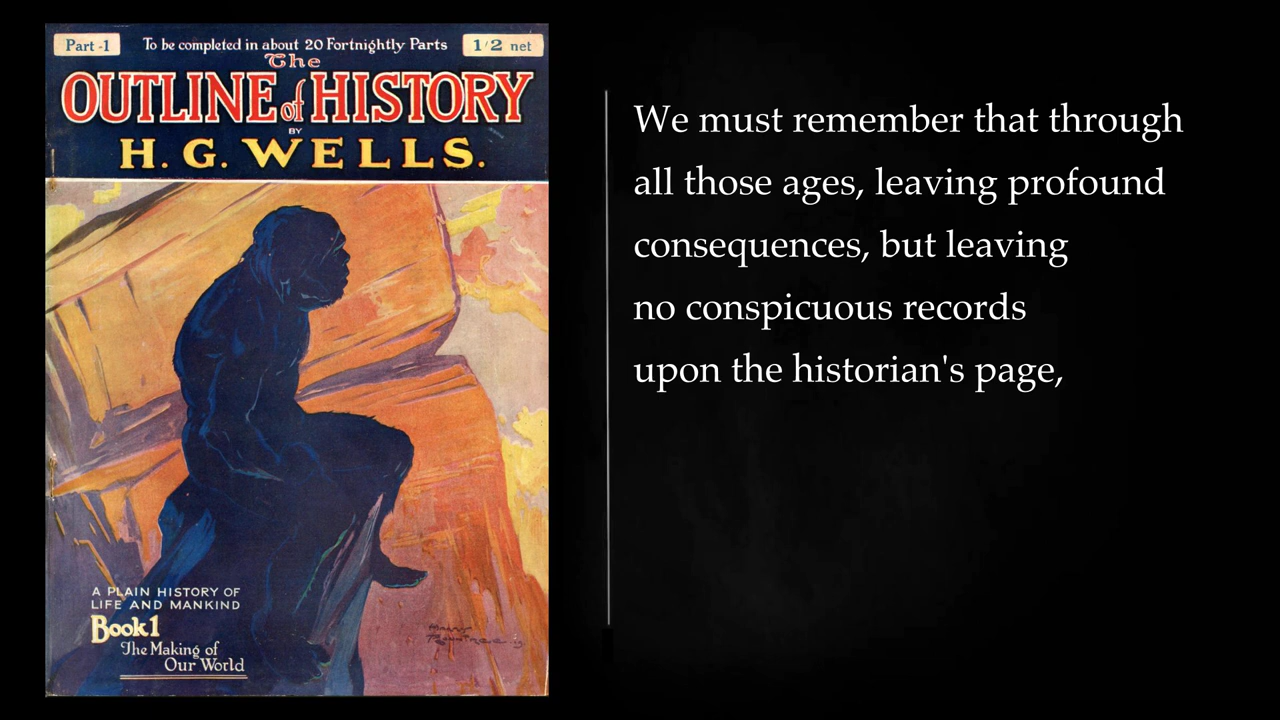 Part -1
To be completed in about 20 Fortnightly Parts
1/2 net
The
OUTLINE of HISTORY
BY
H. G. WELLS.
A PLAIN HISTORY OF
LIFE AND MANKIND
Book 1
The Making of
Our World
We must remember that through
all those ages, leaving profound
consequences, but leaving
no conspicuous records
upon the historian's page,